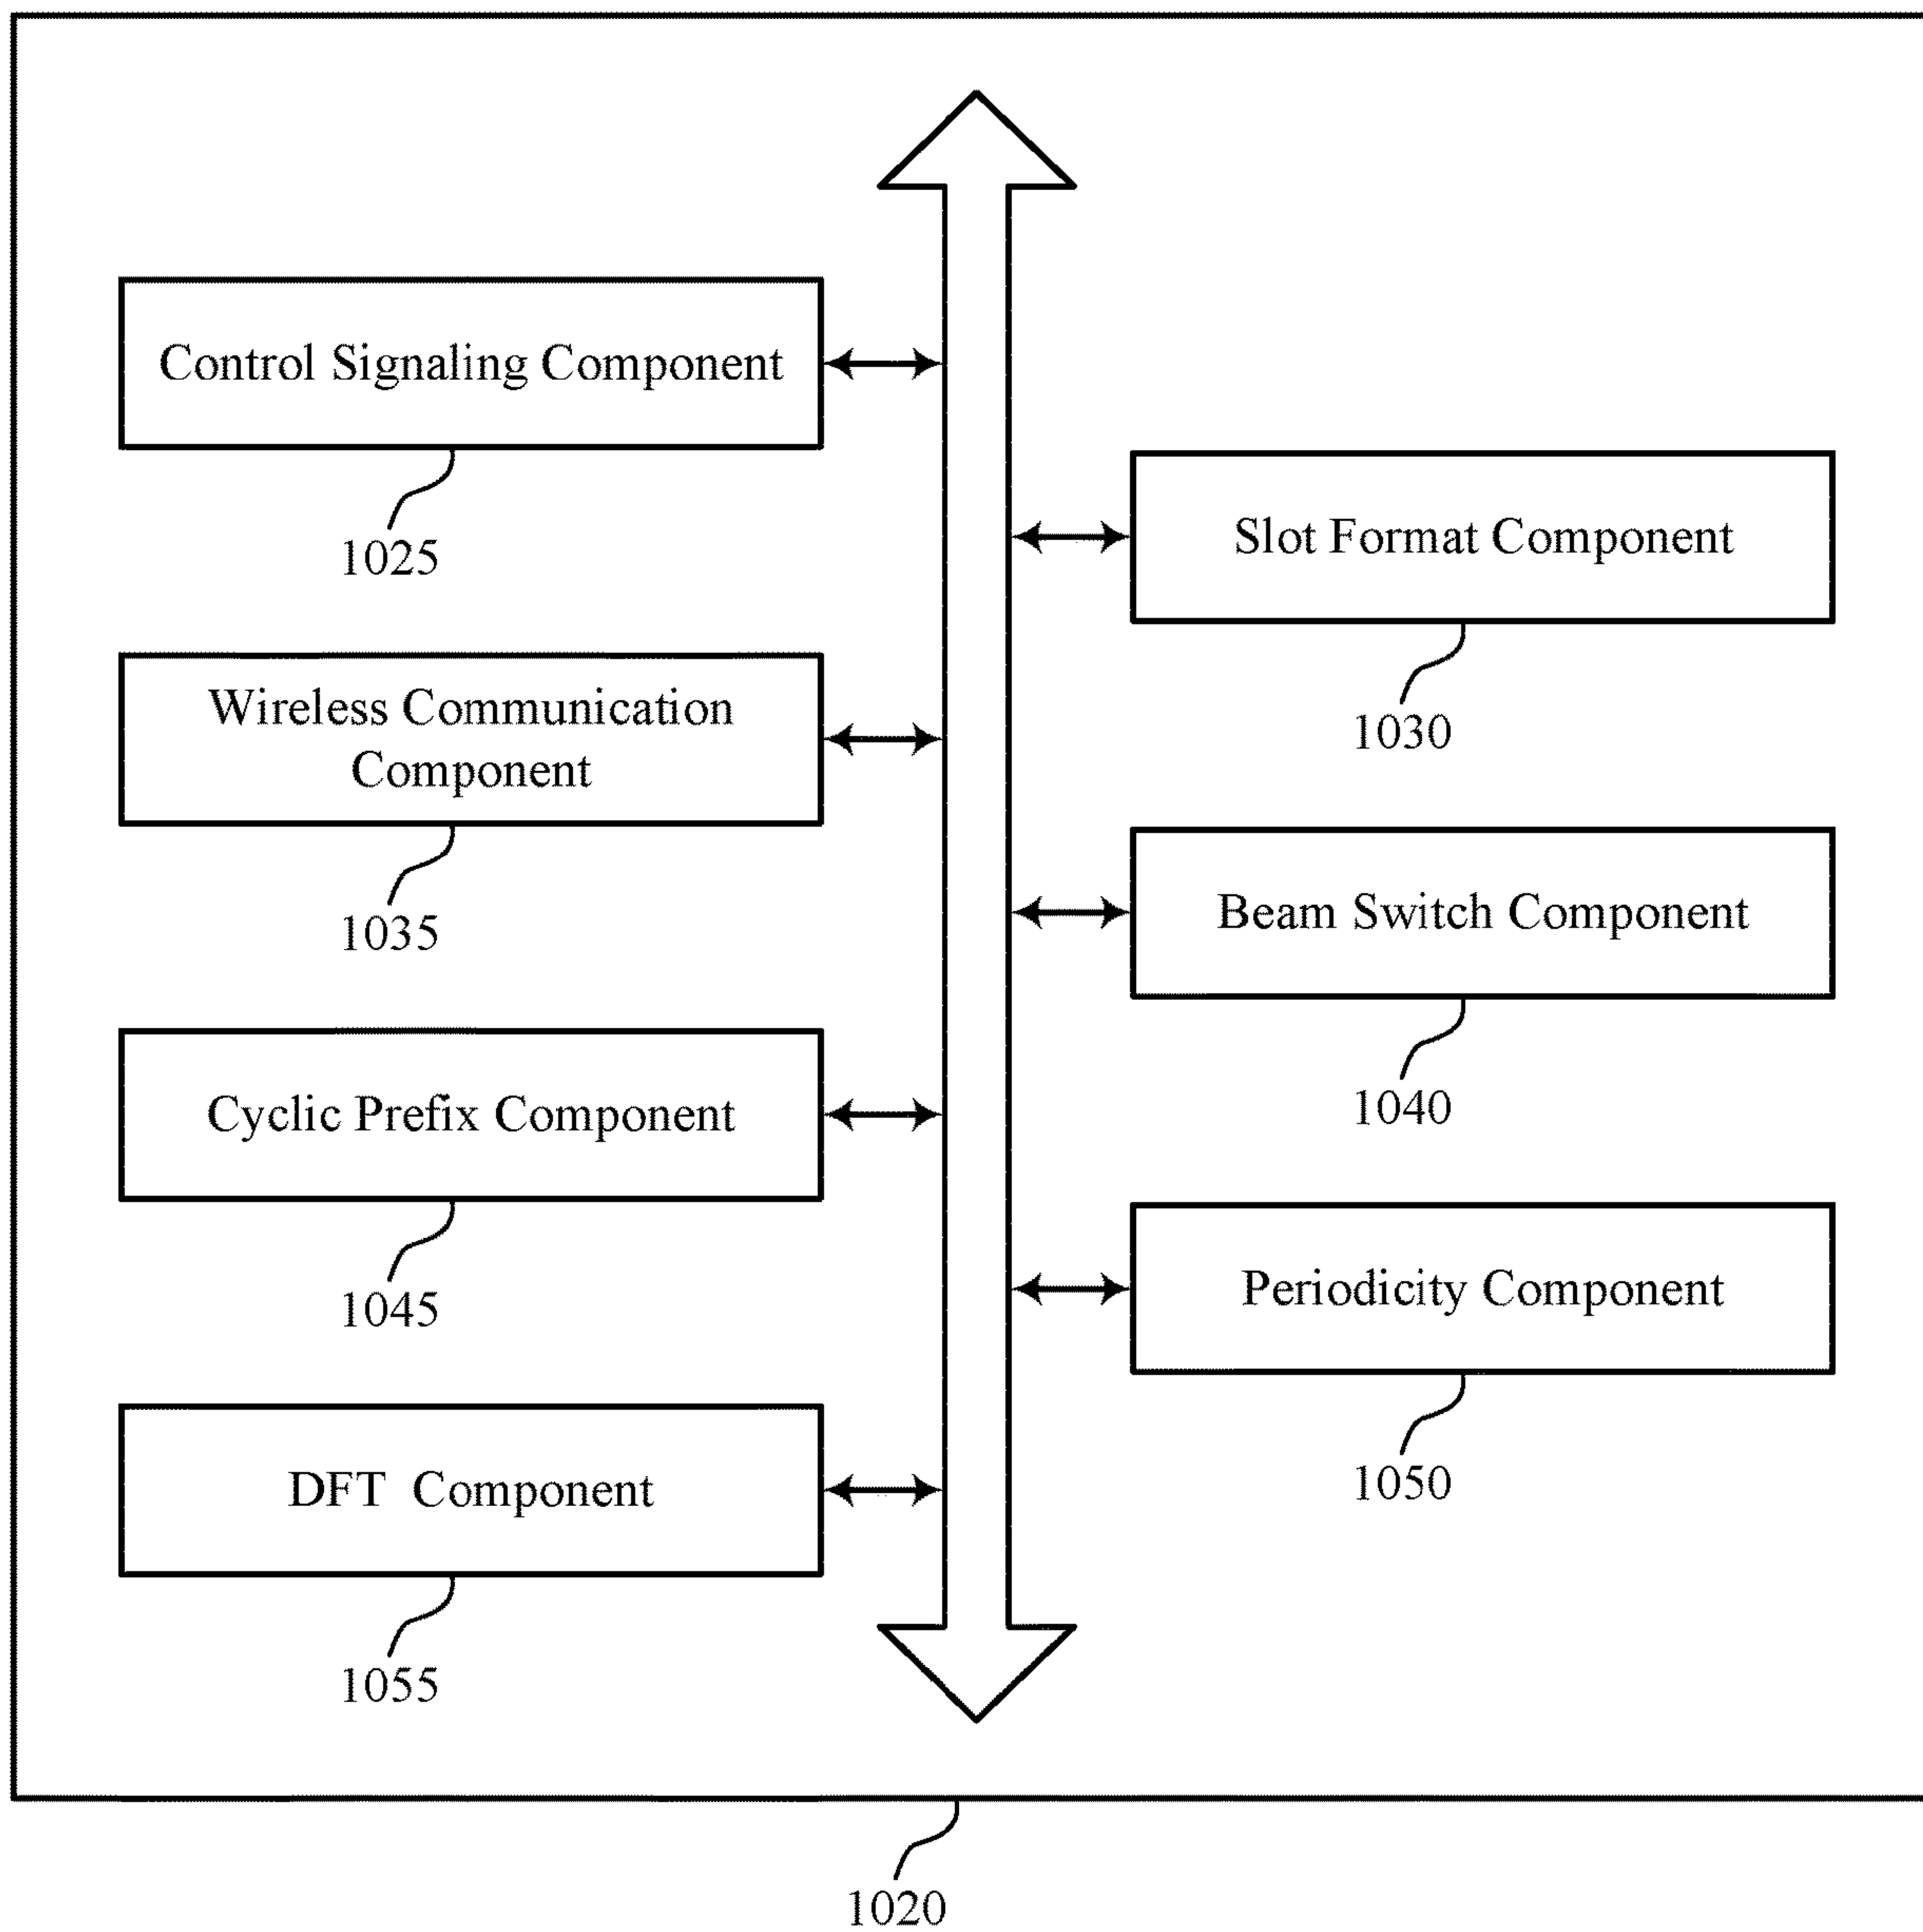 Control Signaling Component
1025
Slot Format Component
1030
Wireless Communication
Component
1035
Beam Switch Component
1040
Cyclic Prefix Component
1045
Periodicity Component
1050
DFT Component
1055
1020